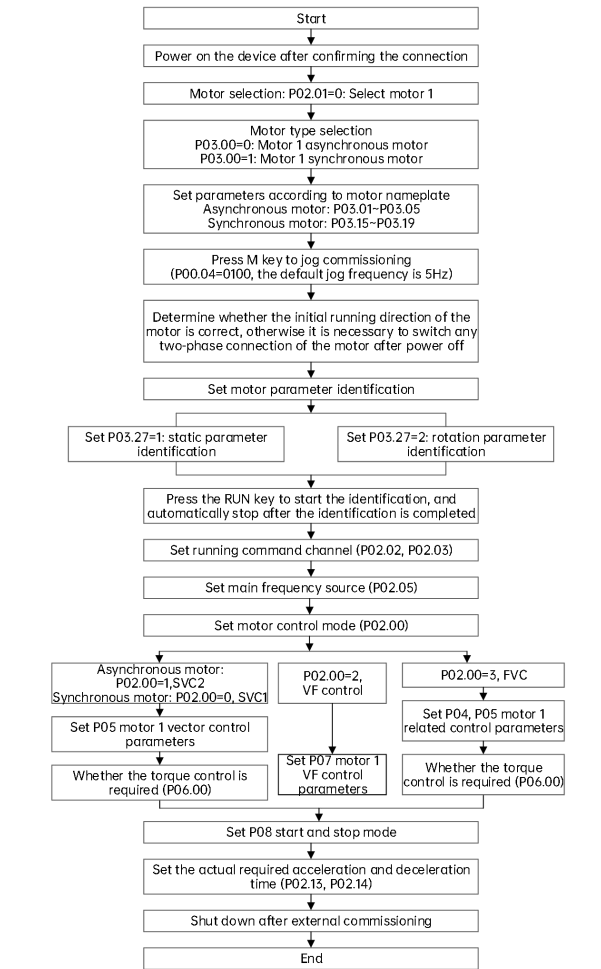 Start
Power on the device after confirming the connection
Motor selection: P02.01=0: Select motor 1
Motor type selection
P03.00=0: Motor 1 asynchronous motor
P03.00=1: Motor 1 synchronous motor
Set parameters according to motor nameplate
Asynchronous motor: P03.01~P03.05
Synchronous motor: P03.15~P03.19
Press M key to jog commissioning
(P00.04=0100, the default jog frequency is 5Hz)
Determine whether the initial running direction of the
motor is correct, otherwise it is necessary to switch any
two-phase connection of the motor after power off
Set motor parameter identification
Set P03.27=1: static parameter
identification
Set P03.27=2: rotation parameter
identification
Press the RUN key to start the identification, and
automatically stop after the identification is completed
Set running command channel (P02.02, P02.03)
Set main frequency source (P02.05)
Set motor control mode (P02.00)
Asynchronous motor:
P02.00=1,SVC2
Synchronous motor: P02.00=0, SVC1
Set P05 motor 1 vector control
parameters
Whether the torque control is
required (P06.00)
P02.00=2,
VF control
Set P07 motor 1
VF control
parameters
P02.00=3, FVC
Set P04, P05 motor 1
related control parameters
Whether the torque
control is required (P06.00)
Set P08 start and stop mode
Set the actual required acceleration and deceleration
time (P02.13, P02.14)
Shut down after external commissioning
End